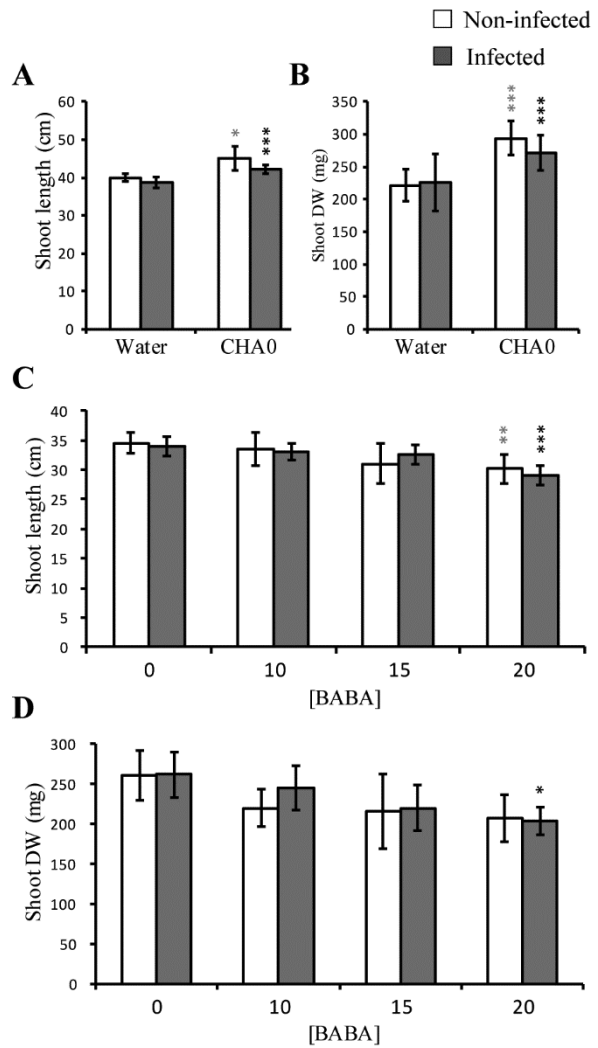 Non-infected
Infected
A
B
Shoot length (cm)
60
50
40
30
20
10
0
*
***
Water
CHA0
Shoot DW (mg)
350
300
250
200
150
100
50
0
***
***
Water
CHA0
C
Shoot length (cm)
40
35
30
25
20
15
10
5
0
**
***
0
10
15
20
[BABA]
D
Shoot DW (mg)
300
250
200
150
100
50
0
*
0
10
15
20
[BABA]